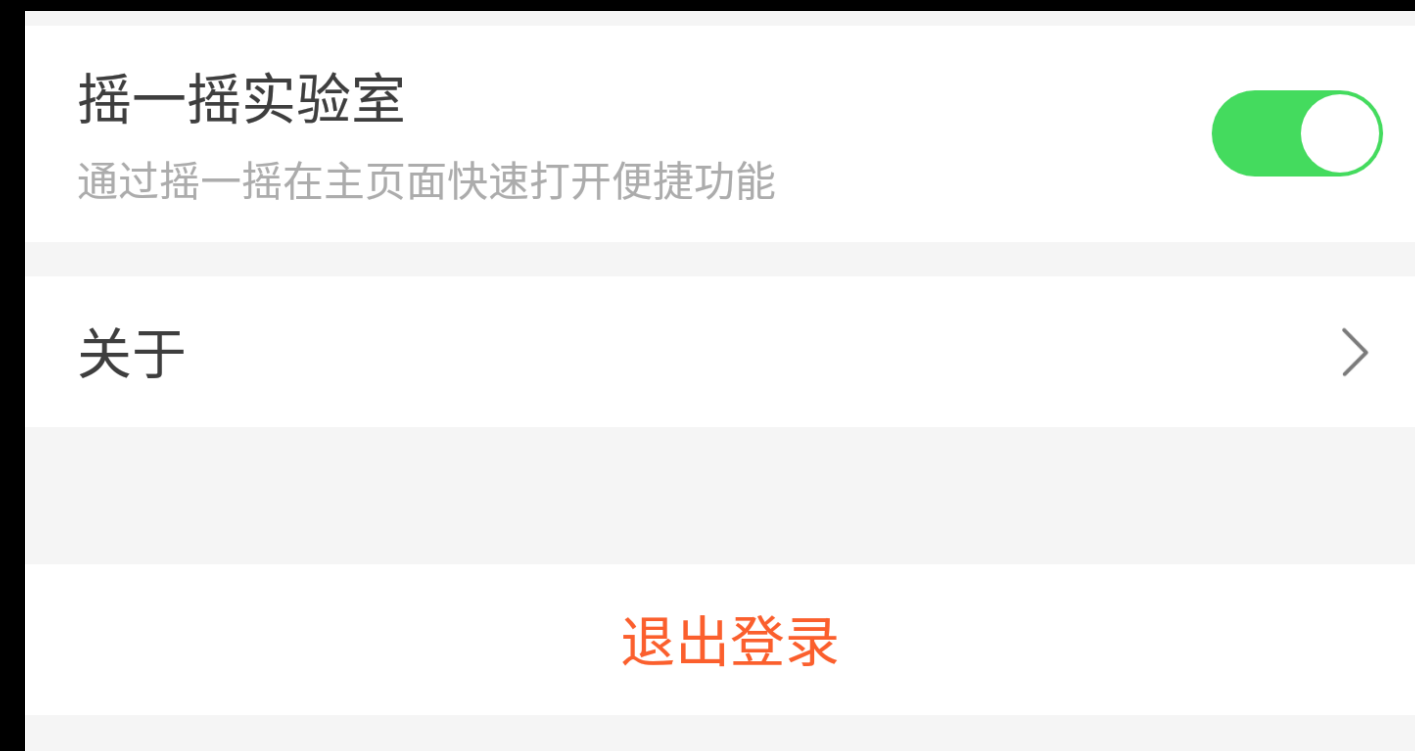 摇一摇实验室
通过摇一摇在主页面快速打开便捷功能
关于
退出登录